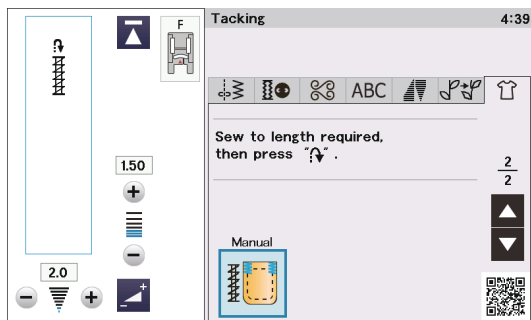 F
Tacking
4:39
ABC
Sew to length required,
then press " ".
1.50
2
2
Manual
2.0